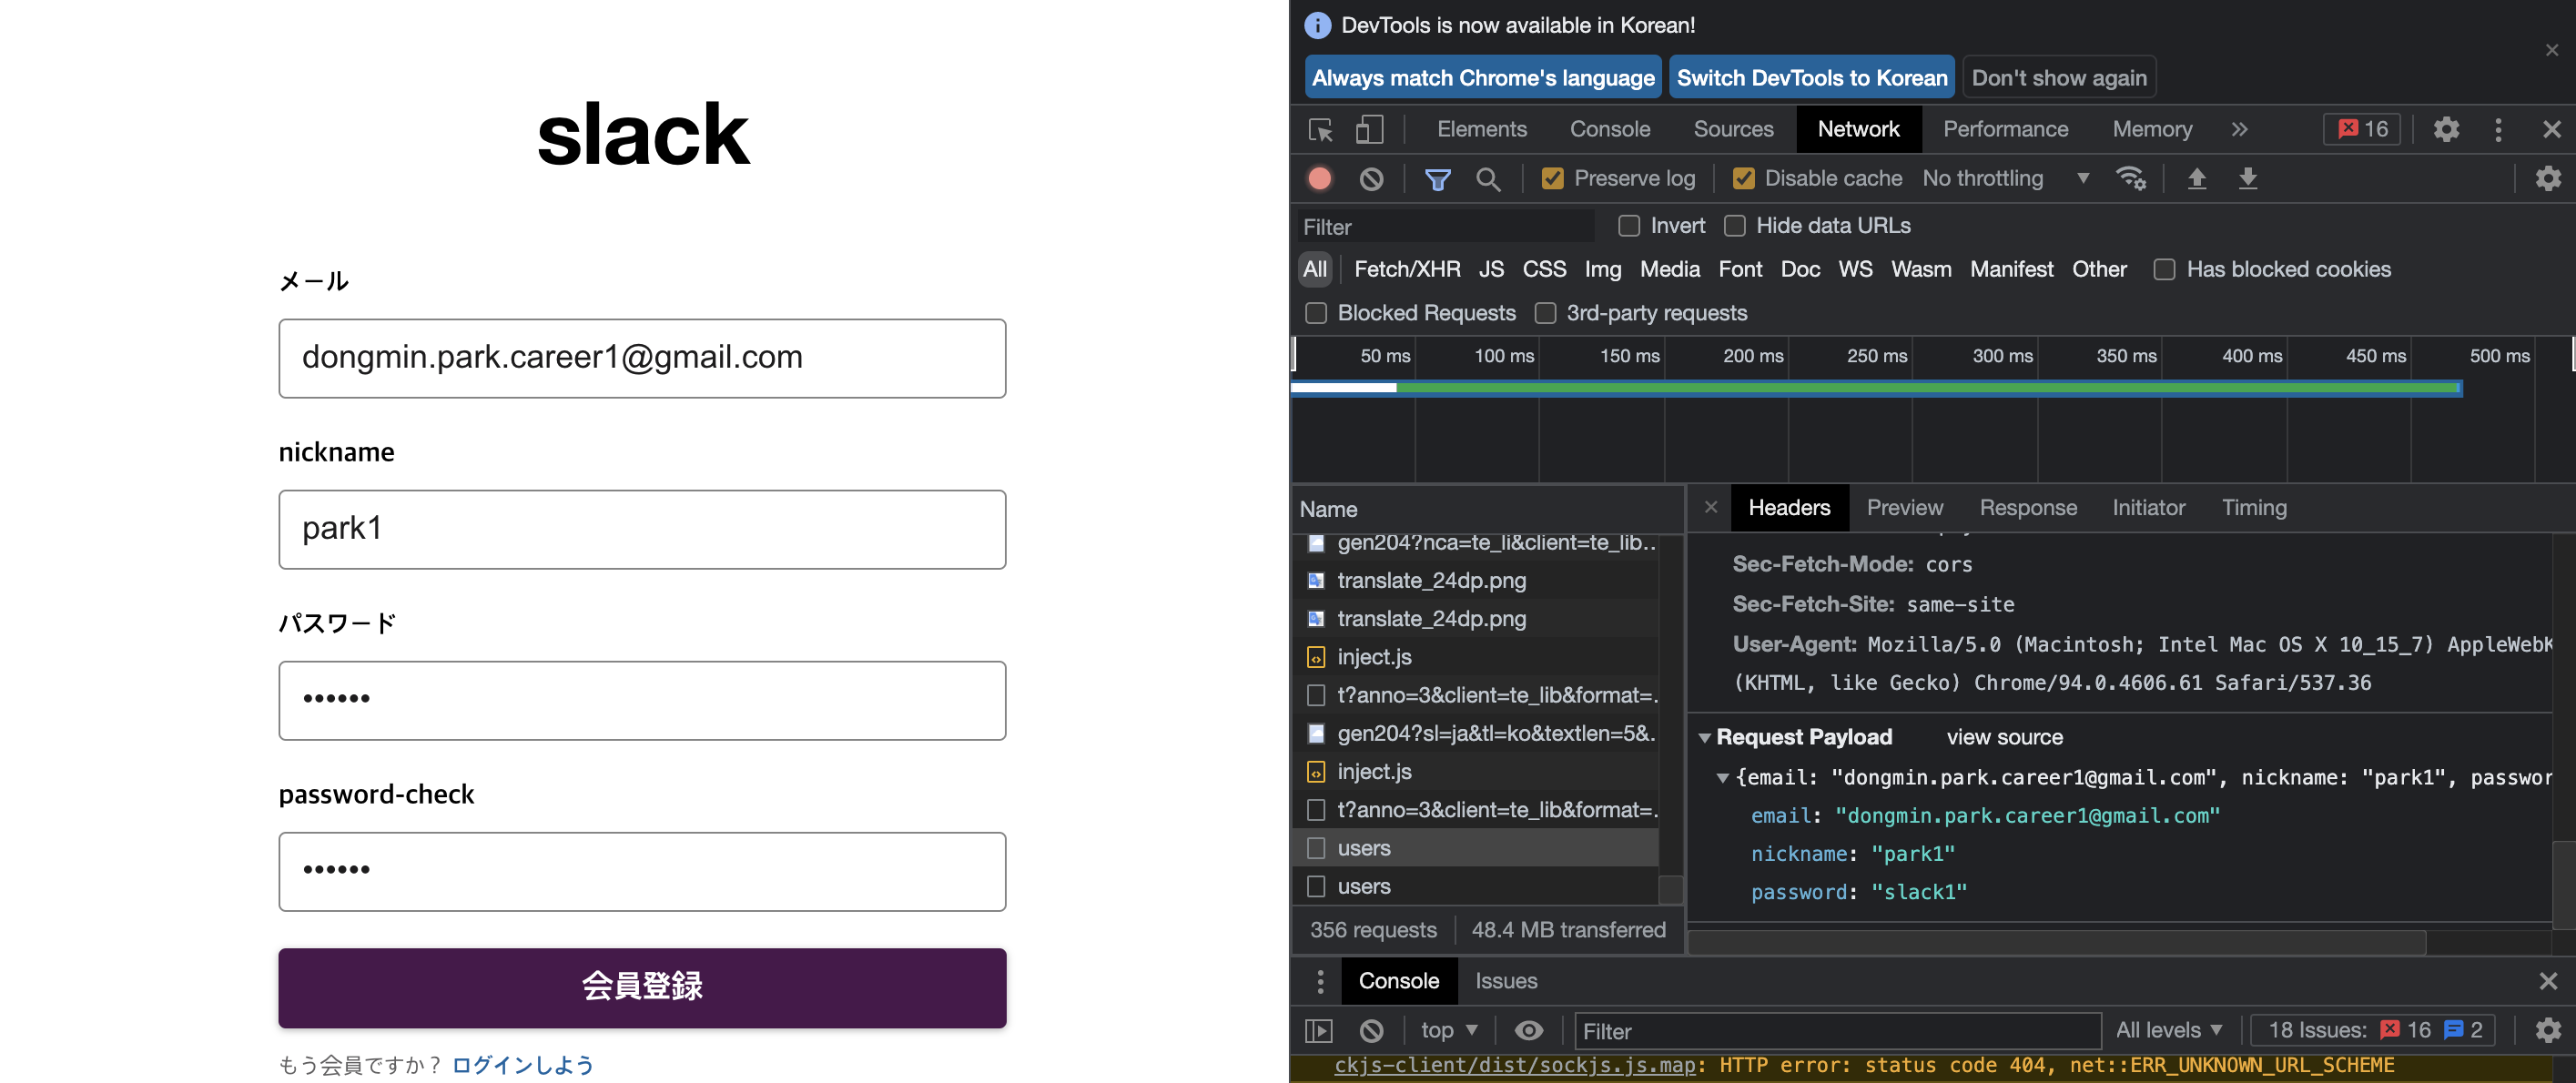 slack
メール
dongmin.park.career1@gmail.com
nickname
park1
パスワード
••••••
password-check
••••••
会員登録
もう会員ですか？ ログインしよう
DevTools is now available in Korean!
Always match Chrome's language Switch DevTools to Korean Don't show again
Elements Console Sources Network Performance Memory 16
Preserve log Disable cache No throttling
Filter Invert Hide data URLs
All Fetch/XHR JS CSS Img Media Font Doc WS Wasm Manifest Other Has blocked cookies
Blocked Requests 3rd-party requests
50 ms 100 ms 150 ms 200 ms 250 ms 300 ms 350 ms 400 ms 450 ms 500 ms
Name
gen204?nca=te_li&client=te_lib..
translate_24dp.png
translate_24dp.png
inject.js
t?anno=3&client=te_lib&format=.
gen204?sl=ja&tl=ko&textlen=5&.
inject.js
t?anno=3&client=te_lib&format=.
users
users
356 requests 48.4 MB transferred
Headers Preview Response Initiator Timing
Sec-Fetch-Mode: cors
Sec-Fetch-Site: same-site
User-Agent: Mozilla/5.0 (Macintosh; Intel Mac OS X 10_15_7) AppleWebK
(KHTML, like Gecko) Chrome/94.0.4606.61 Safari/537.36
Request Payload view source
{email: "dongmin.park.career1@gmail.com", nickname: "park1", passwor
email: "dongmin.park.career1@gmail.com"
nickname: "park1"
password: "slack1"
Console Issues
top Filter All levels 18 Issues: 16 2
ckjs-client/dist/sockjs.js.map: HTTP error: status code 404, net::ERR_UNKNOWN_URL_SCHEME